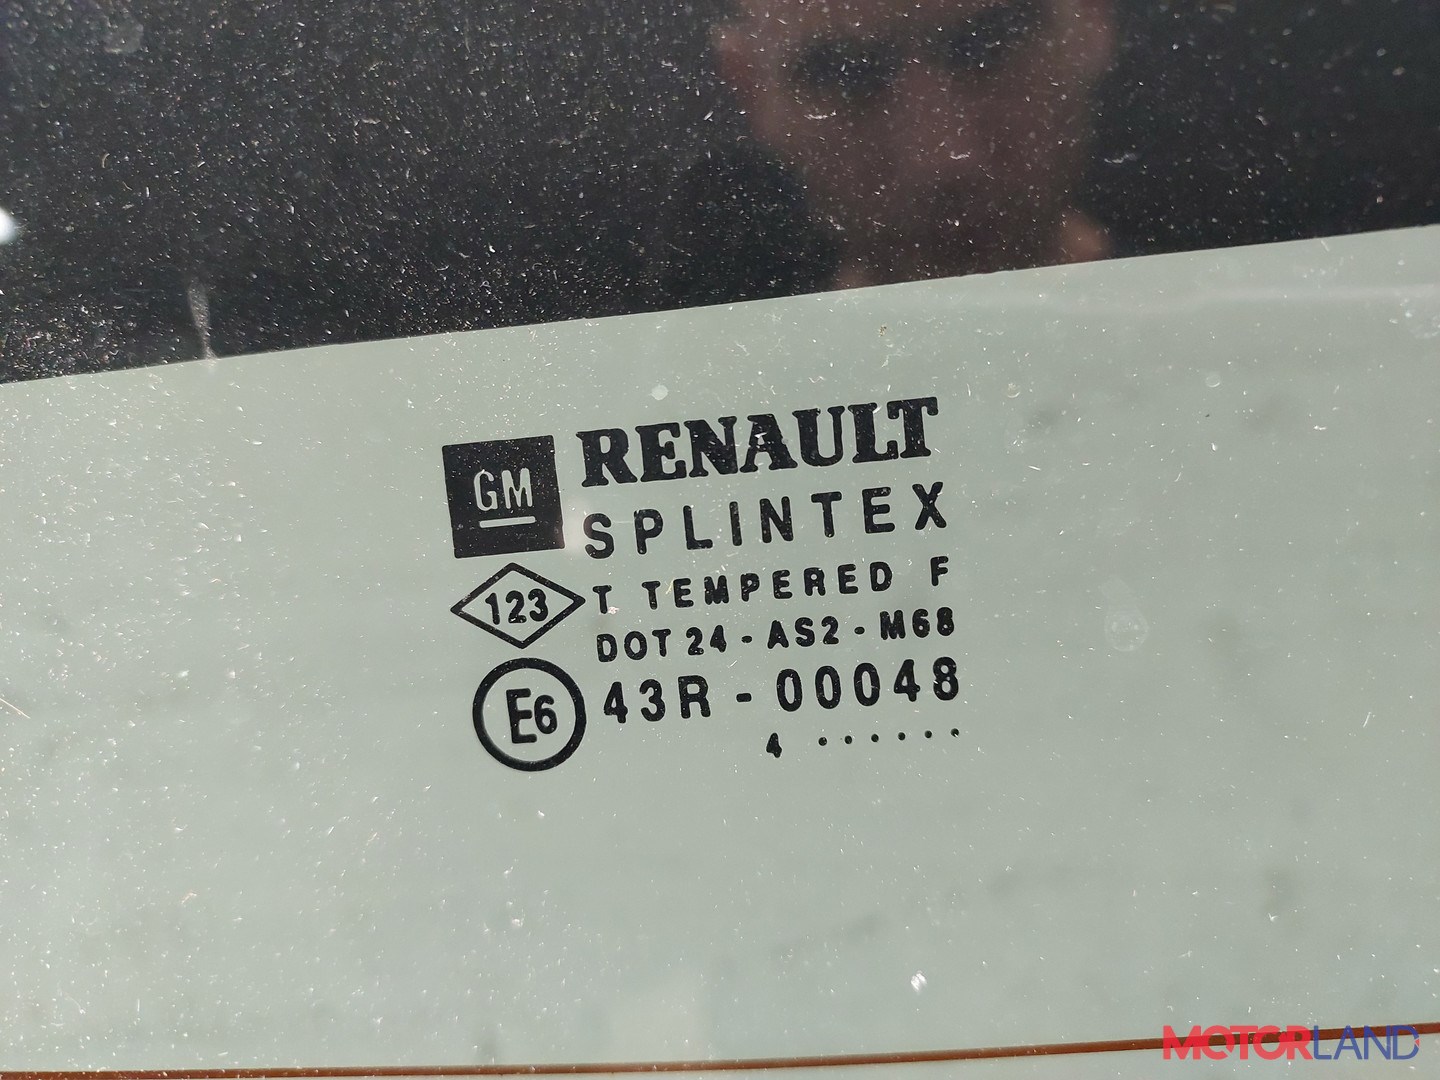 GM RENAULT
SPLINTEX
123 T TEMPERED F
DOT 24 - AS2 - M68
E6 43R - 00048
4 . . . . . .
MOTORLAND